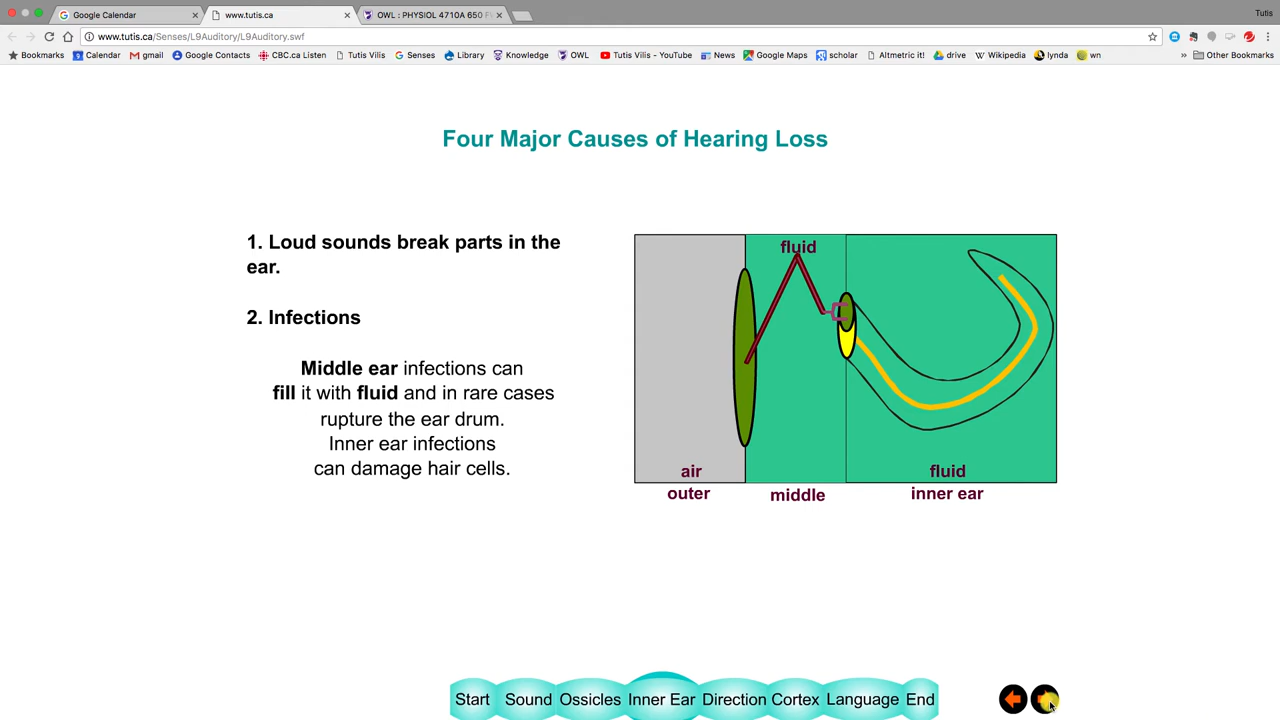 Google Calendar
www.tutis.ca
OWL : PHYSIOL 4710A 650 F
Tutis
www.tutis.ca/Senses/L9Auditory/L9Auditory.swf
Bookmarks Calendar gmail Google Contacts CBC.ca Listen Tutis Vilis Senses Library Knowledge OWL Tutis Vilis - YouTube News Google Maps scholar Altmetric it! drive Wikipedia lynda wn » Other Bookmarks
Four Major Causes of Hearing Loss
1. Loud sounds break parts in the
ear.
2. Infections
Middle ear infections can
fill it with fluid and in rare cases
rupture the ear drum.
Inner ear infections
can damage hair cells.
fluid
air
fluid
outer
middle
inner ear
Start Sound Ossicles Inner Ear Direction Cortex Language End